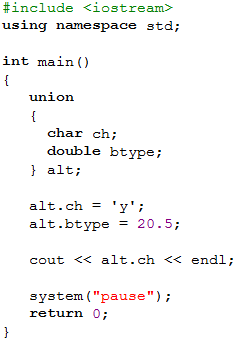 #include <iostream>
using namespace std;
int main()
{
union
{
char ch;
double btype;
} alt;
alt.ch = 'y';
alt.btype = 20.5;
cout << alt.ch << endl;
system("pause");
return 0;
}